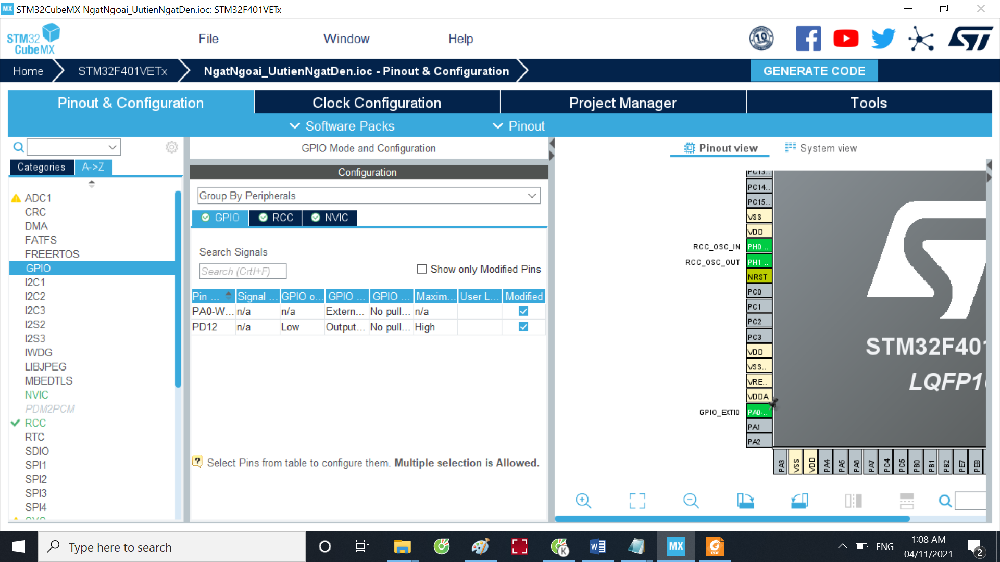 MX STM32CubeMX NgatNgoai_UutienNgatDen.ioc: STM32F401VETx
STM32
CubeMX
File
Window
Help
10 YEARS
Home
STM32F401VETx
NgatNgoai_UutienNgatDen.ioc - Pinout & Configuration
GENERATE CODE
Pinout & Configuration
Clock Configuration
Project Manager
Tools
Software Packs
Pinout
Categories
A->Z
ADC1
CRC
DMA
FATFS
FREERTOS
GPIO
I2C1
I2C2
I2C3
I2S2
I2S3
IWDG
LIBJPEG
MBEDTLS
NVIC
PDM2PCM
RCC
RTC
SDIO
SPI1
SPI2
SPI3
SPI4
GPIO Mode and Configuration
Configuration
Group By Peripherals
GPIO RCC NVIC
Search Signals
Search (Crtl+F)
Show only Modified Pins
Pin ... Signal ... GPIO o... GPIO ... GPIO ... Maxim... User L... Modified
PA0-W... n/a n/a Extern... No pull... n/a
PD12 n/a Low Output... No pull... High
Select Pins from table to configure them. Multiple selection is Allowed.
Pinout view
System view
PC13..
PC14..
PC15..
VSS
VDD
RCC_OSC_IN PH0 ..
RCC_OSC_OUT PH1 ..
NRST
PC0
PC1
PC2
PC3
VDD
VSS..
VRE..
VDDA
GPIO_EXTI0 PA0-..
PA1
PA2
STM32F401
LQFP1
PA3 VSS VDD PA4 PA5 PA6 PA7 PC4 PC5 PB0 PB1 PB2 PE7 PE8
Type here to search
K
W
MX
PDF
ENG
1:08 AM
04/11/2021
2